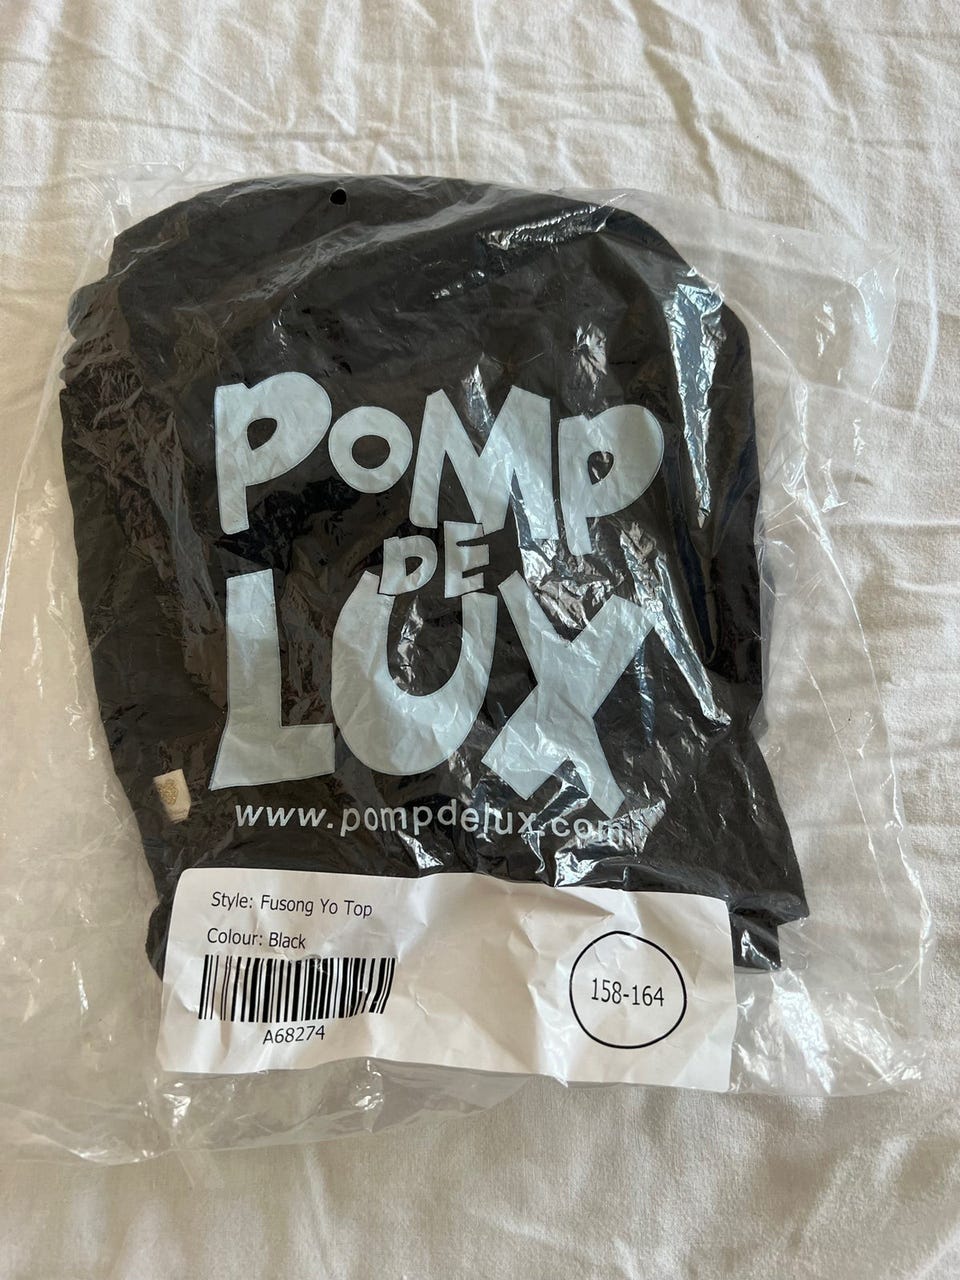 POMP
DE
LUX
www.pompdelux.com
Style: Fusong Yo Top
Colour: Black
158-164
A68274